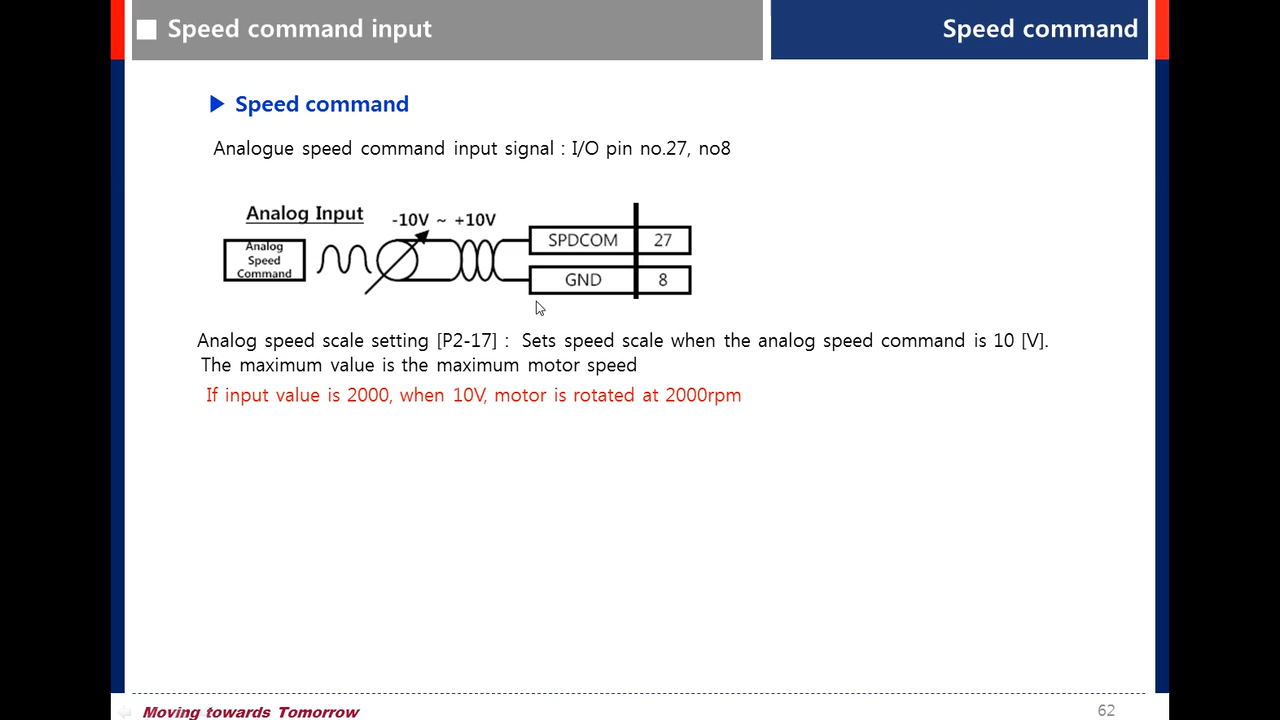 Speed command input
Speed command
Speed command
Analogue speed command input signal : I/O pin no.27, no8
Analog Input
-10V ~ +10V
Analog
Speed
Command
SPDCOM 27
GND 8
Analog speed scale setting [P2-17] : Sets speed scale when the analog speed command is 10 [V].
The maximum value is the maximum motor speed
If input value is 2000, when 10V, motor is rotated at 2000rpm
Moving towards Tomorrow
62